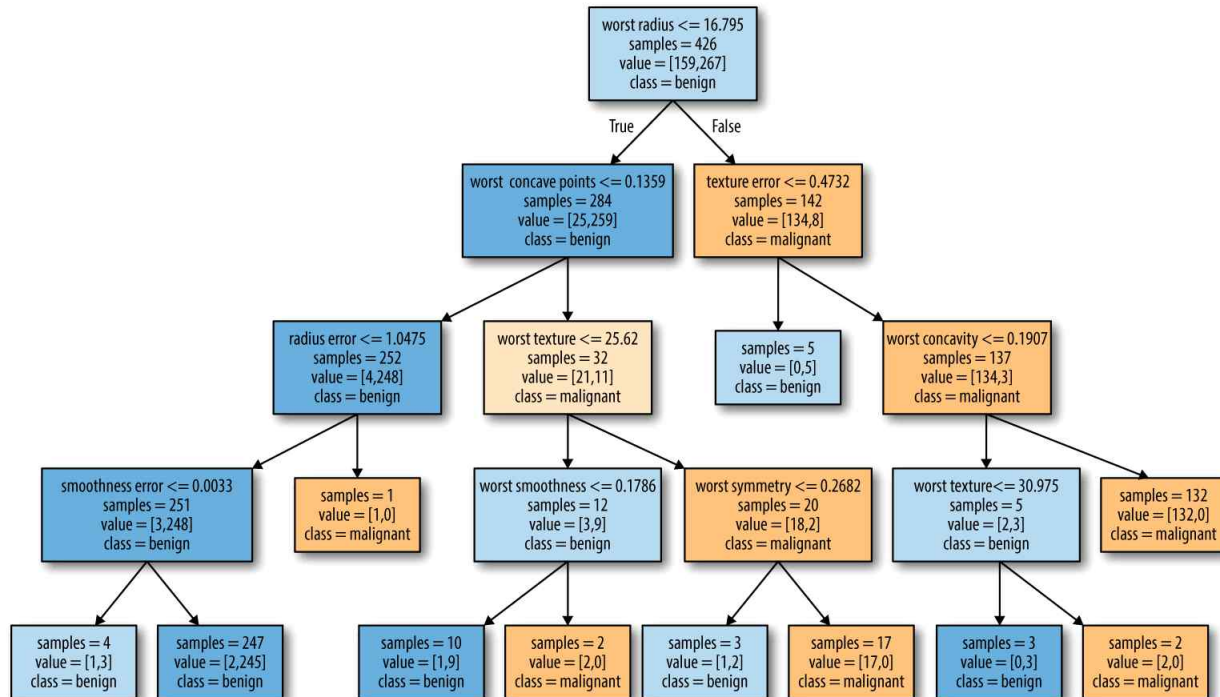 worst radius <= 16.795
samples = 426
value = [159,267]
class = benign
True
False
worst concave points <= 0.1359
samples = 284
value = [25,259]
class = benign
texture error <= 0.4732
samples = 142
value = [134,8]
class = malignant
radius error <= 1.0475
samples = 252
value = [4,248]
class = benign
worst texture <= 25.62
samples = 32
value = [21,11]
class = malignant
samples = 5
value = [0,5]
class = benign
worst concavity <= 0.1907
samples = 137
value = [134,3]
class = malignant
smoothness error <= 0.0033
samples = 251
value = [3,248]
class = benign
samples = 1
value = [1,0]
class = malignant
worst smoothness <= 0.1786
samples = 12
value = [3,9]
class = benign
worst symmetry <= 0.2682
samples = 20
value = [18,2]
class = malignant
worst texture<= 30.975
samples = 5
value = [2,3]
class = benign
samples = 132
value = [132,0]
class = malignant
samples = 4
value = [1,3]
class = benign
samples = 247
value = [2,245]
class = benign
samples = 10
value = [1,9]
class = benign
samples = 2
value = [2,0]
class = malignant
samples = 3
value = [1,2]
class = benign
samples = 17
value = [17,0]
class = malignant
samples = 3
value = [0,3]
class = benign
samples = 2
value = [2,0]
class = malignant